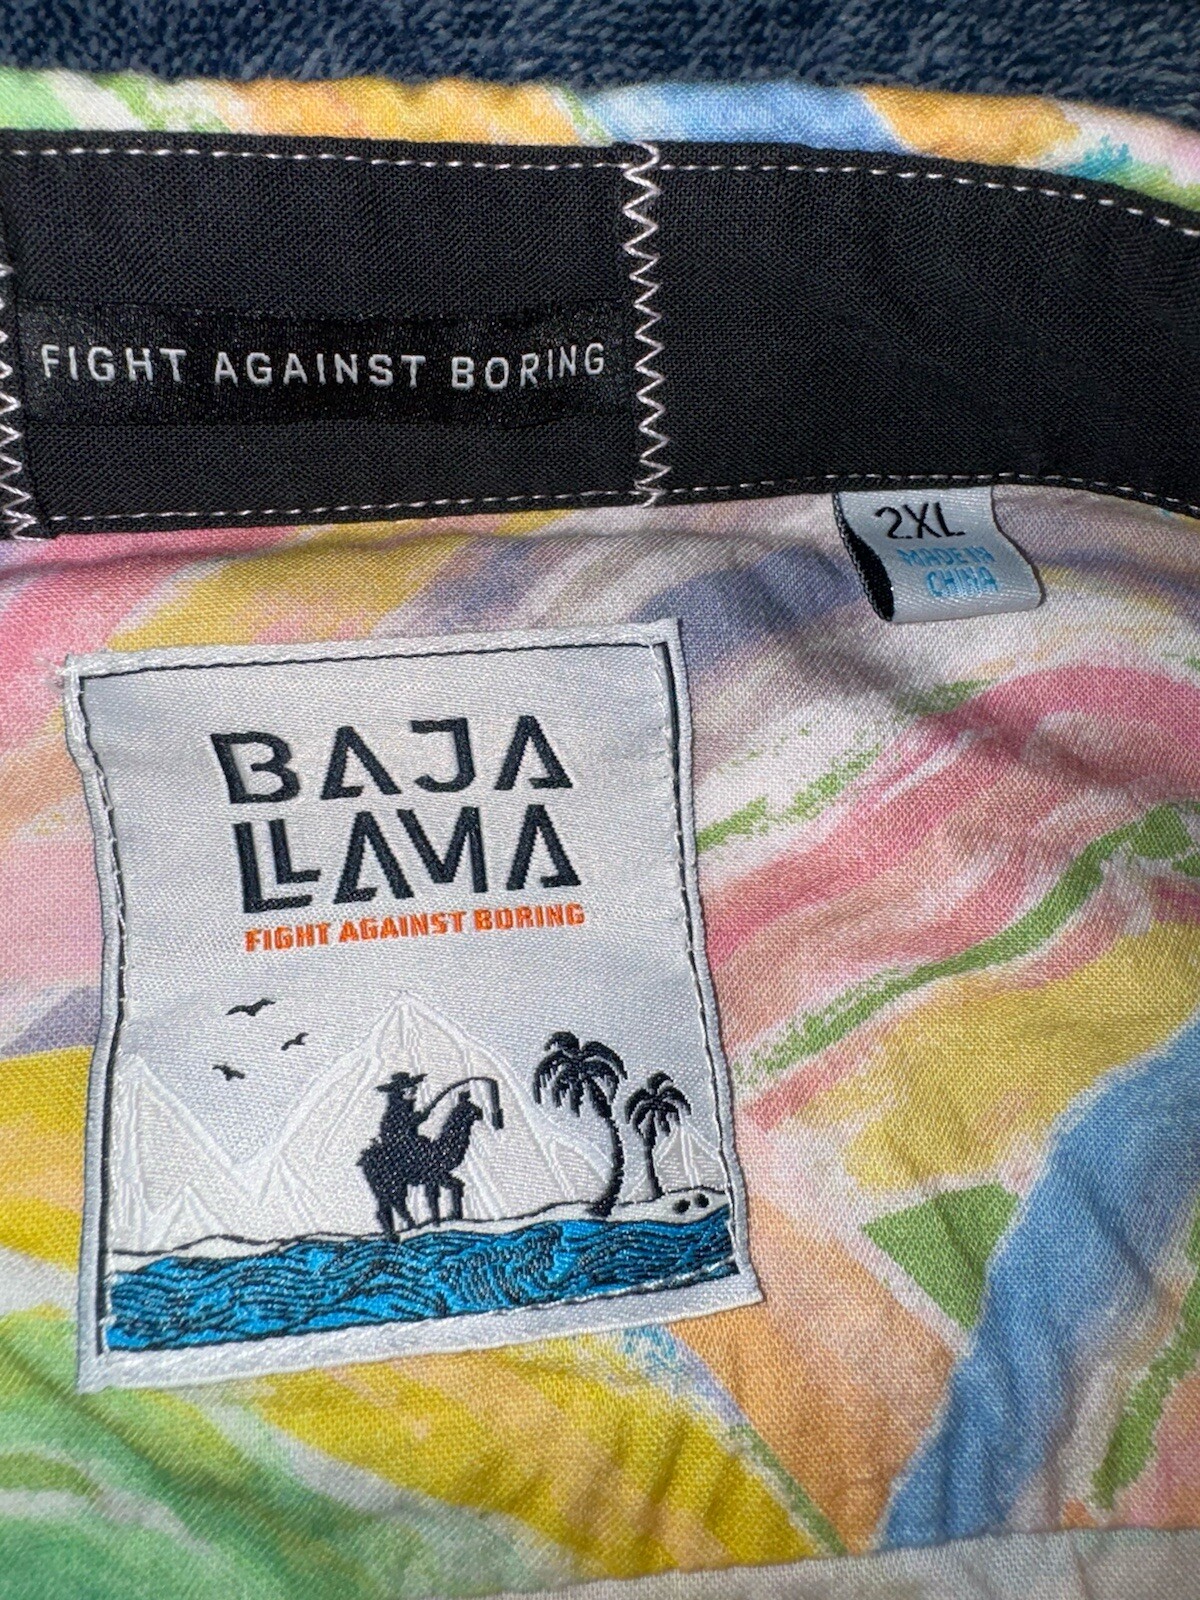 FIGHT AGAINST BORING
2XL
MADE IN
CHINA
BAJA
LLAMA
FIGHT AGAINST BORING